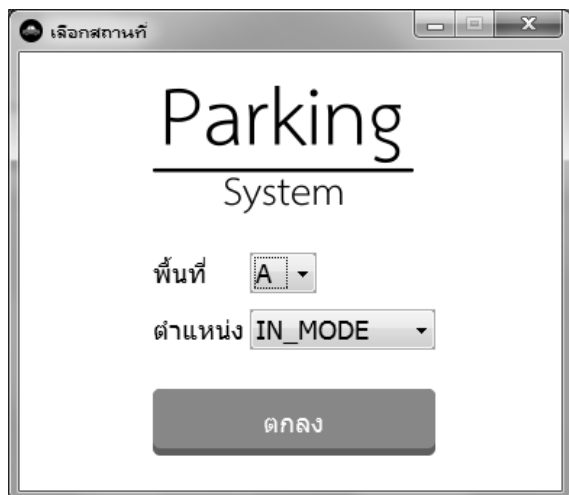 เลือกสถานที่
Parking
System
พื้นที่ A
ตำแหน่ง IN_MODE
ตกลง